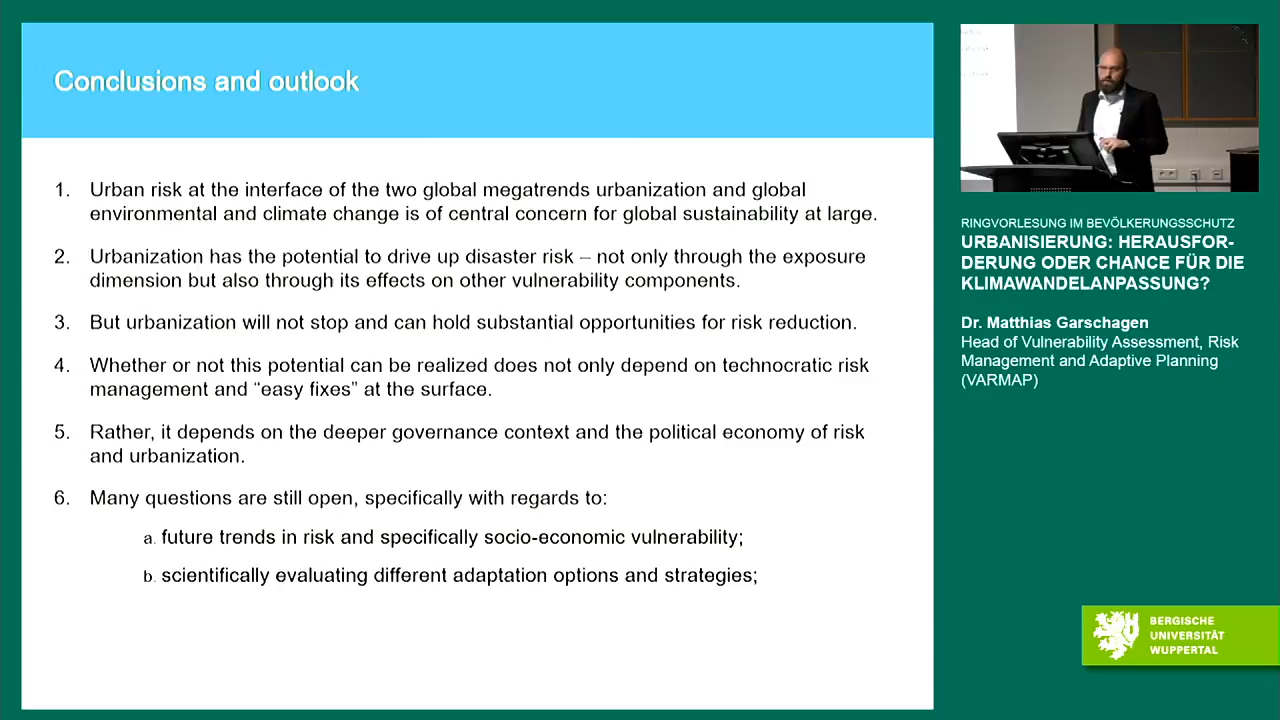 Conclusions and outlook
1. Urban risk at the interface of the two global megatrends urbanization and global
environmental and climate change is of central concern for global sustainability at large.
2. Urbanization has the potential to drive up disaster risk – not only through the exposure
dimension but also through its effects on other vulnerability components.
3. But urbanization will not stop and can hold substantial opportunities for risk reduction.
4. Whether or not this potential can be realized does not only depend on technocratic risk
management and “easy fixes” at the surface.
5. Rather, it depends on the deeper governance context and the political economy of risk
and urbanization.
6. Many questions are still open, specifically with regards to:
a. future trends in risk and specifically socio-economic vulnerability;
b. scientifically evaluating different adaptation options and strategies;
RINGVORLESUNG IM BEVÖLKERUNGSSCHUTZ
URBANISIERUNG: HERAUSFOR-
DERUNG ODER CHANCE FÜR DIE
KLIMAWANDELANPASSUNG?
Dr. Matthias Garschagen
Head of Vulnerability Assessment, Risk
Management and Adaptive Planning
(VARMAP)
BERGISCHE
UNIVERSITÄT
WUPPERTAL